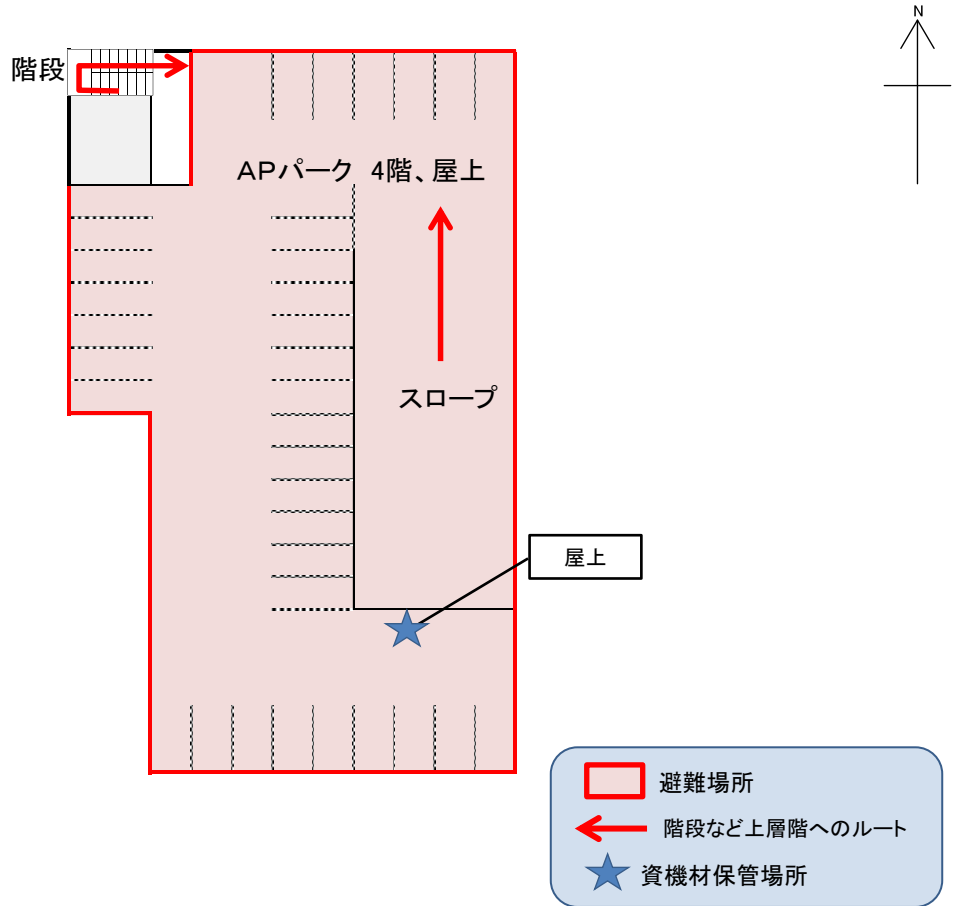 N
階段
APパーク 4階、屋上
スロープ
屋上
避難場所
階段など上層階へのルート
資機材保管場所